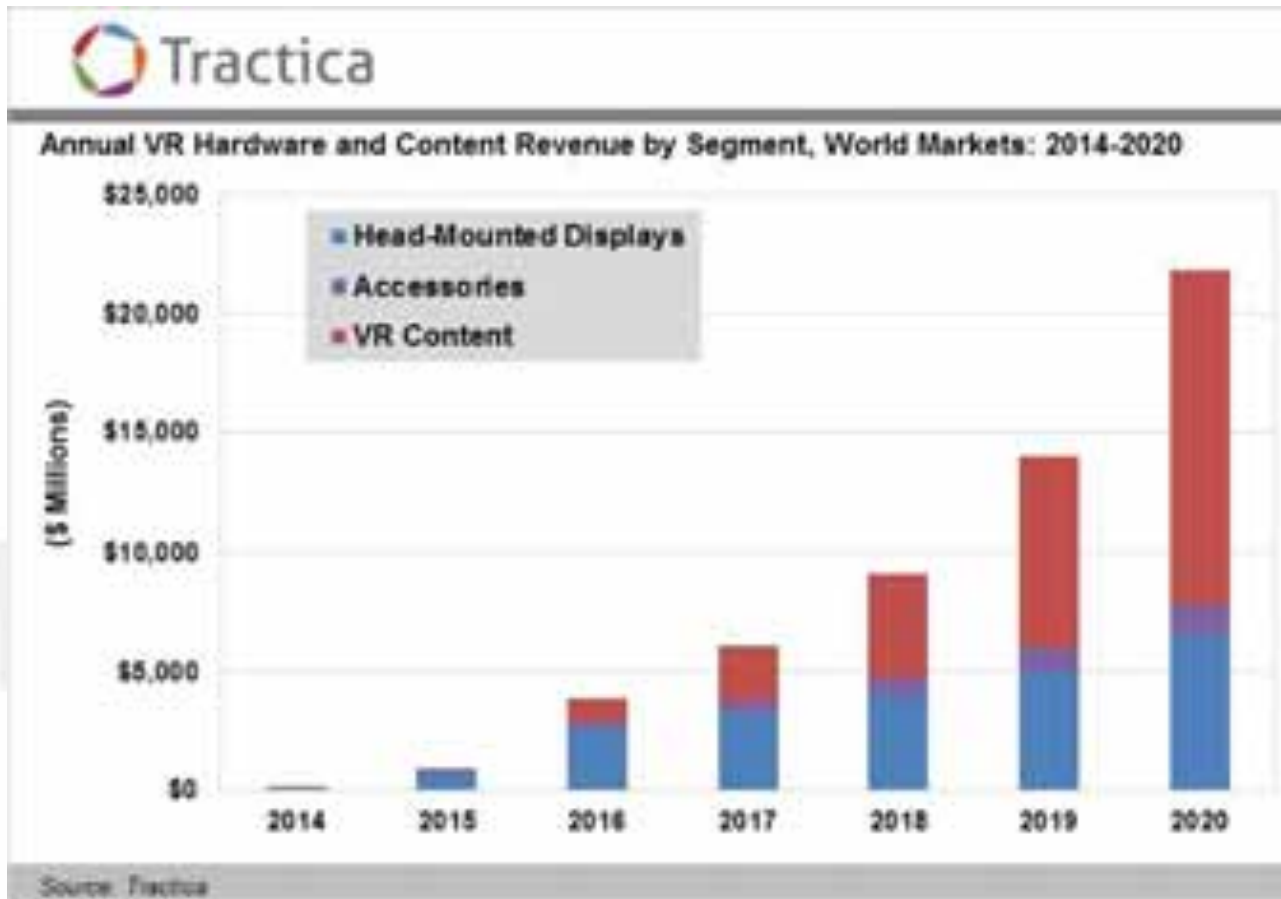 Tractica
Annual VR Hardware and Content Revenue by Segment, World Markets: 2014-2020
$25,000
$20,000
$15,000
$10,000
$5,000
$0
($ Millions)
Head-Mounted Displays
Accessories
VR Content
2014 2015 2016 2017 2018 2019 2020
Source: Tractica